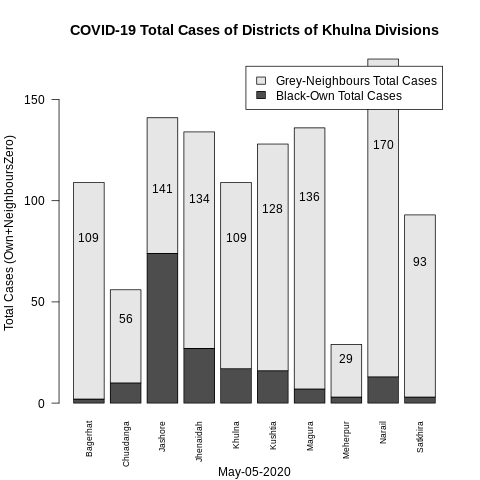 COVID-19 Total Cases of Districts of Khulna Divisions
Grey-Neighbours Total Cases
Black-Own Total Cases
Total Cases (Own+NeighboursZero)
150
100
50
0
109
56
141
134
109
128
136
29
170
93
Bagerhat
Chuadanga
Jashore
Jhenaidah
Khulna
Kushtia
Magura
Meherpur
Narail
Satkhira
May-05-2020